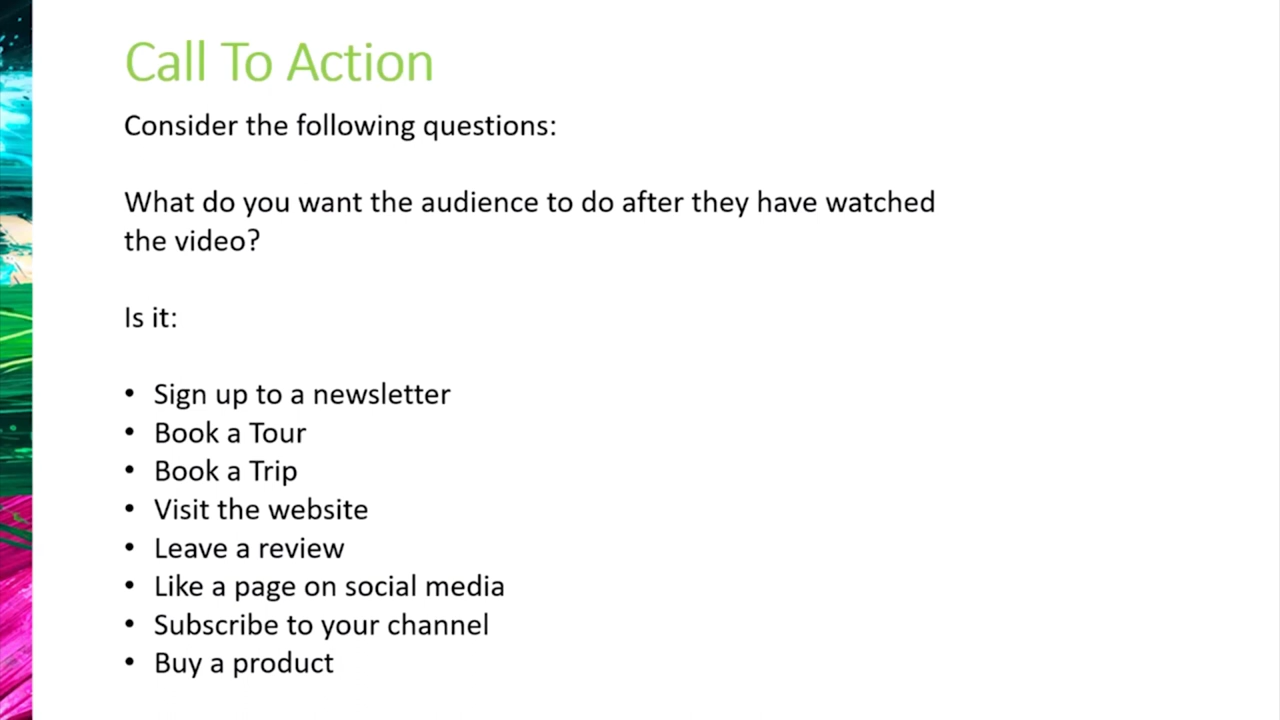 Call To Action
Consider the following questions:
What do you want the audience to do after they have watched
the video?
Is it:
• Sign up to a newsletter
• Book a Tour
• Book a Trip
• Visit the website
• Leave a review
• Like a page on social media
• Subscribe to your channel
• Buy a product